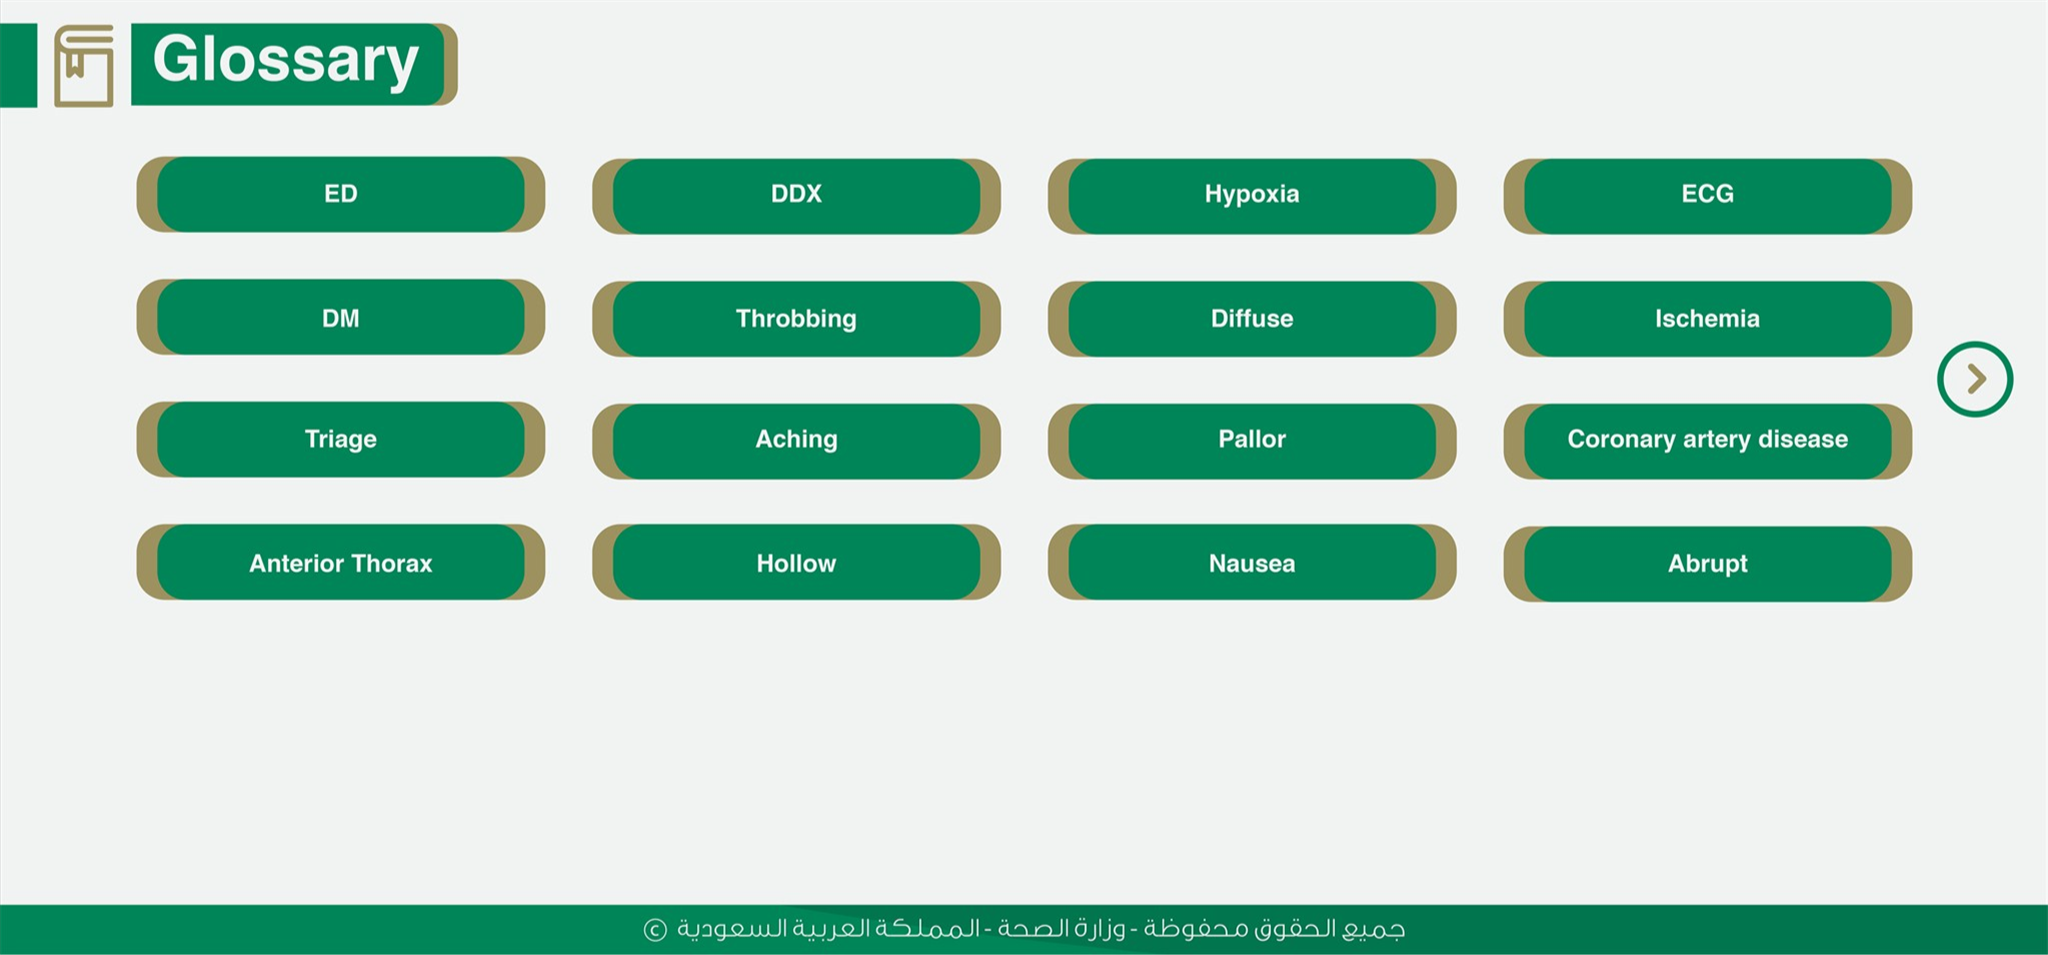 Glossary
ED
DDX
Hypoxia
ECG
DM
Throbbing
Diffuse
Ischemia
Triage
Aching
Pallor
Coronary artery disease
Anterior Thorax
Hollow
Nausea
Abrupt
جميع الحقوق محفوظة - وزارة الصحة - المملكة العربية السعودية ©